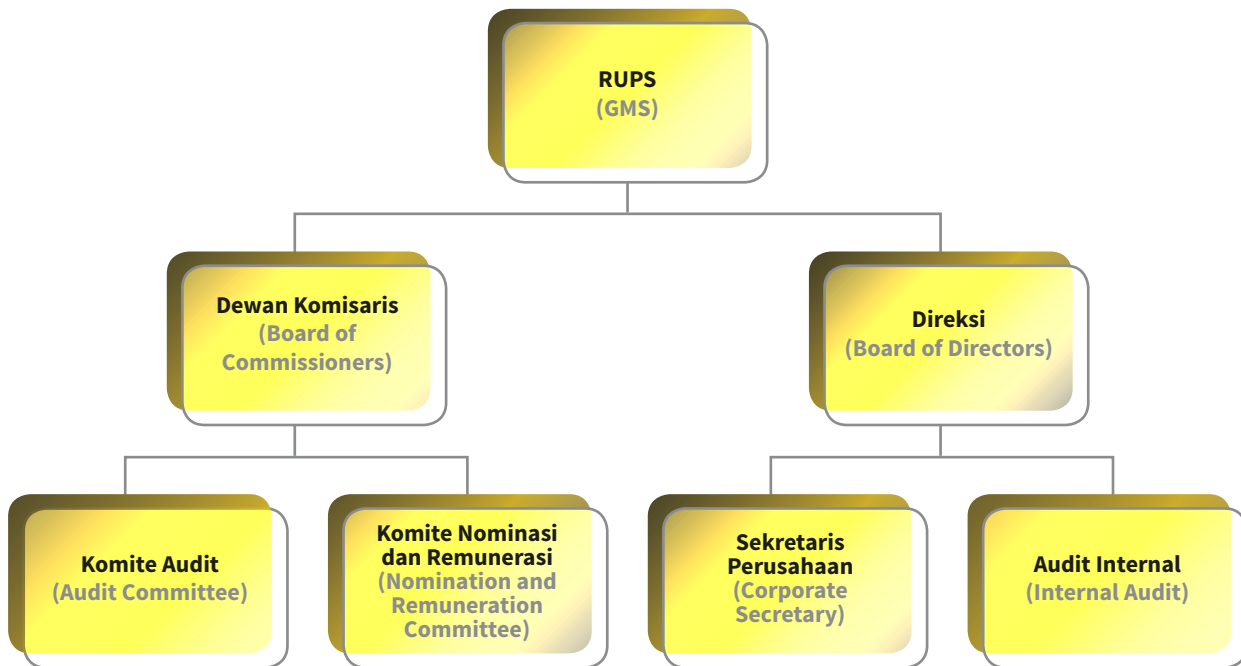 RUPS
(GMS)
Dewan Komisaris
(Board of
Commissioners)
Direksi
(Board of Directors)
Komite Audit
(Audit Committee)
Komite Nominasi
dan Remunerasi
(Nomination and
Remuneration
Committee)
Sekretaris
Perusahaan
(Corporate
Secretary)
Audit Internal
(Internal Audit)